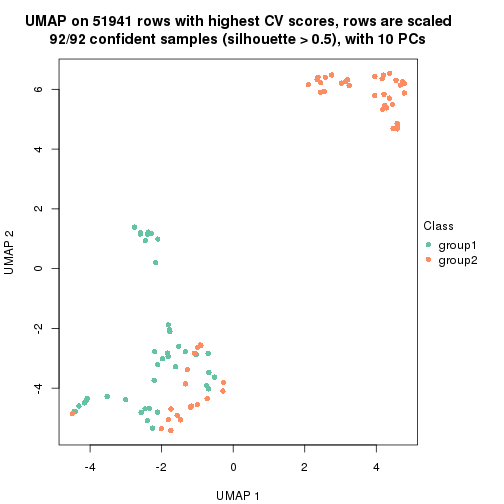 UMAP on 51941 rows with highest CV scores, rows are scaled
92/92 confident samples (silhouette > 0.5), with 10 PCs
6
4
2
0
-2
-4
UMAP 2
-4
-2
0
2
4
UMAP 1
Class
group1
group2